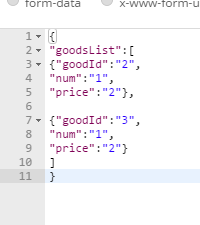 form-data x-www-form-u
1 {
2 "goodsList":[
3 {"goodId":"2",
4 "num":"1",
5 "price":"2"},
6
7 {"goodId":"3",
8 "num":"1",
9 "price":"2"}
10 ]
11 }